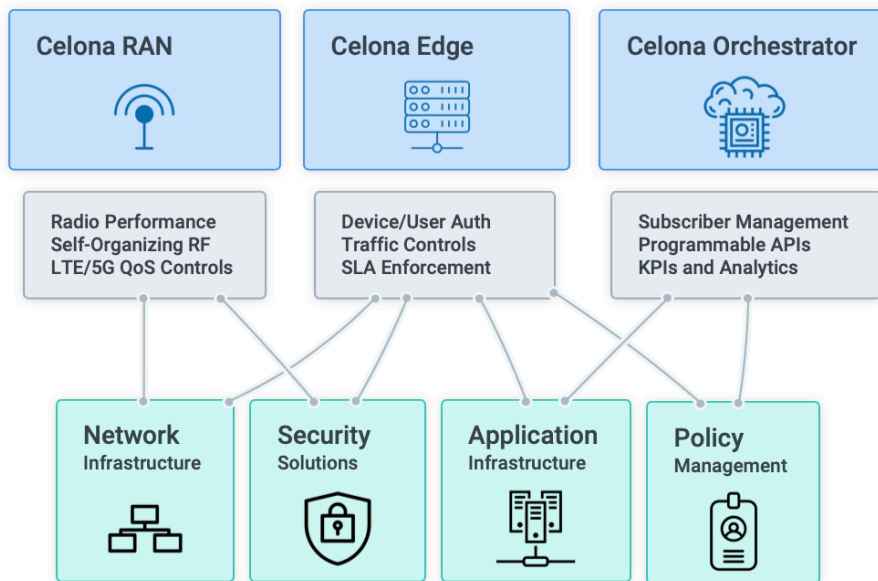 Celona RAN
Celona Edge
Celona Orchestrator
Radio Performance
Self-Organizing RF
LTE/5G QoS Controls
Device/User Auth
Traffic Controls
SLA Enforcement
Subscriber Management
Programmable APIs
KPIs and Analytics
Network
Infrastructure
Security
Solutions
Application
Infrastructure
Policy
Management